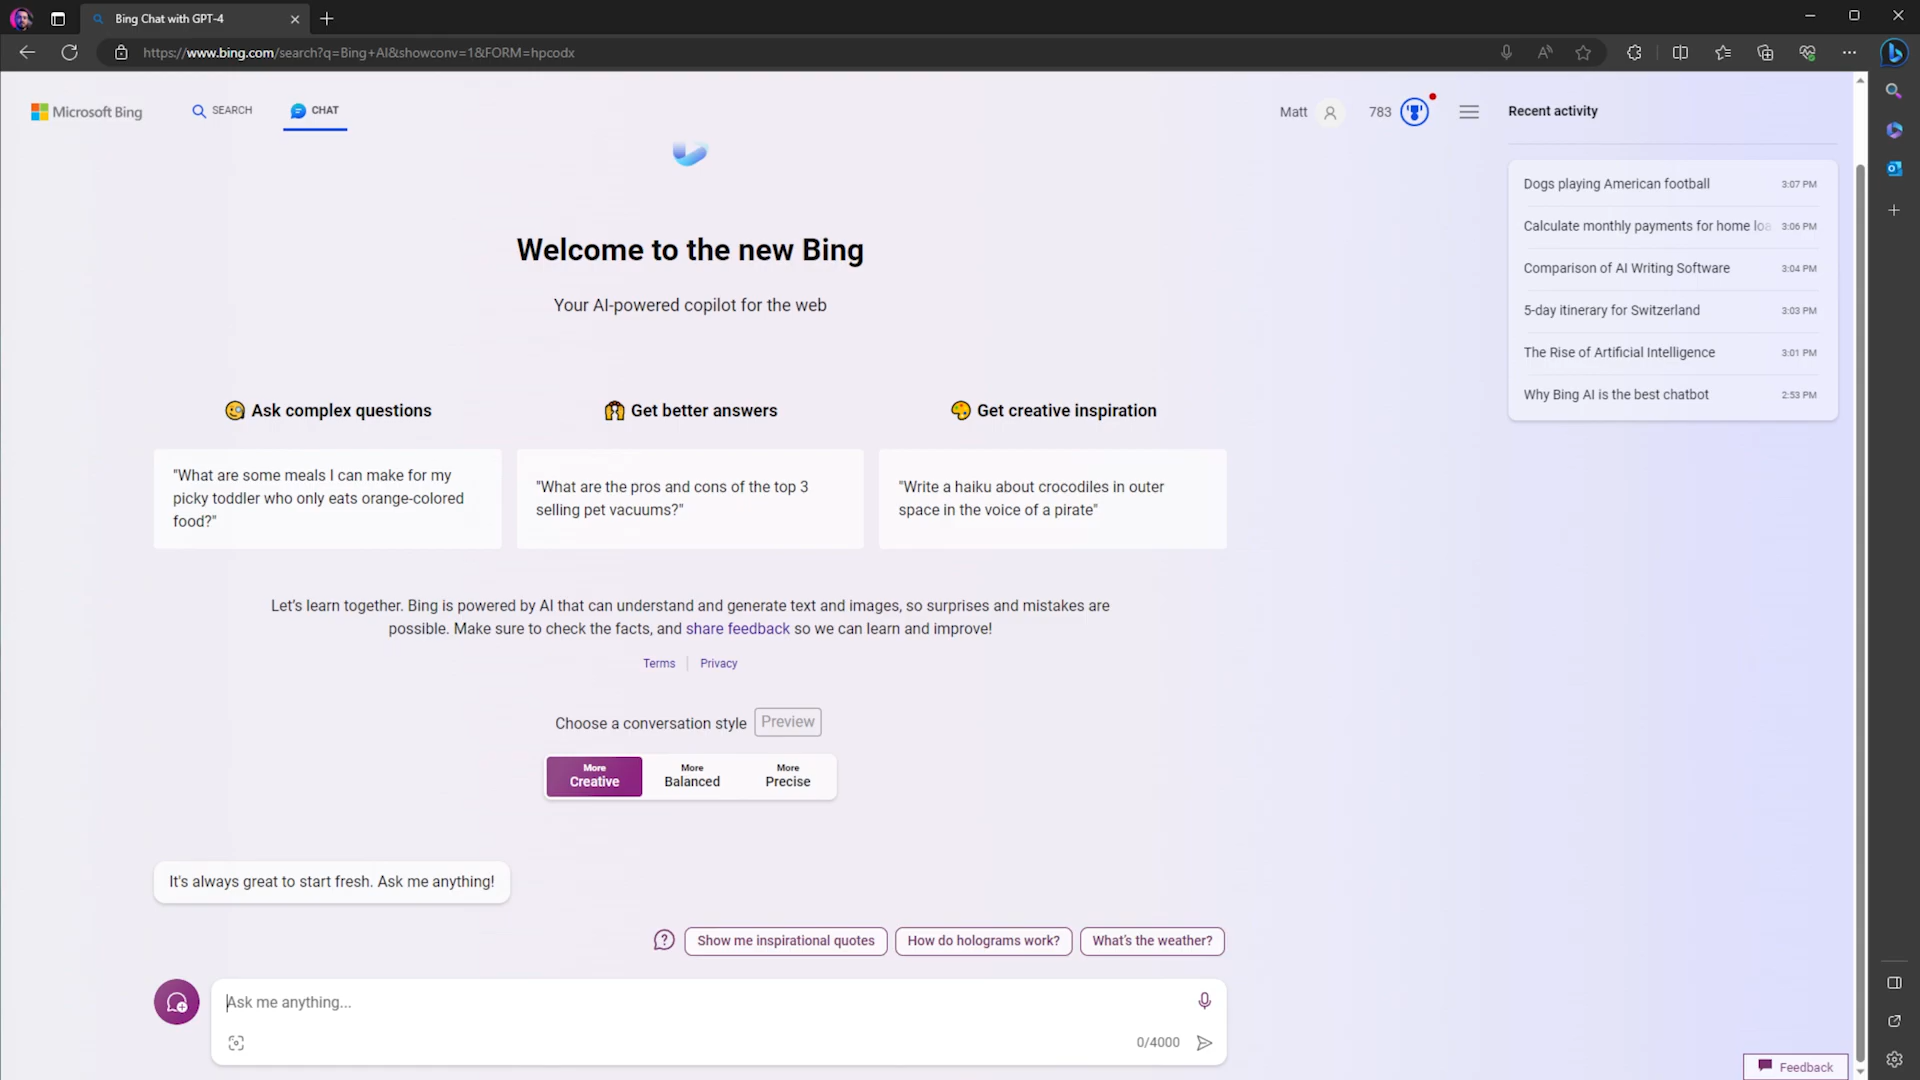 Bing Chat with GPT-4
https://www.bing.com/search?q=Bing+AI&showconv=1&FORM=hpcodx
Microsoft Bing
SEARCH
CHAT
Matt
783
Recent activity
Dogs playing American football 3:07 PM
Calculate monthly payments for home loa 3:06 PM
Comparison of AI Writing Software 3:04 PM
5-day itinerary for Switzerland 3:03 PM
The Rise of Artificial Intelligence 3:01 PM
Why Bing AI is the best chatbot 2:53 PM
Welcome to the new Bing
Your AI-powered copilot for the web
Ask complex questions
"What are some meals I can make for my
picky toddler who only eats orange-colored
food?"
Get better answers
"What are the pros and cons of the top 3
selling pet vacuums?"
Get creative inspiration
"Write a haiku about crocodiles in outer
space in the voice of a pirate"
Let's learn together. Bing is powered by AI that can understand and generate text and images, so surprises and mistakes are
possible. Make sure to check the facts, and share feedback so we can learn and improve!
Terms Privacy
Choose a conversation style Preview
More
Creative
More
Balanced
More
Precise
It's always great to start fresh. Ask me anything!
Show me inspirational quotes
How do holograms work?
What's the weather?
Ask me anything...
0/4000
Feedback